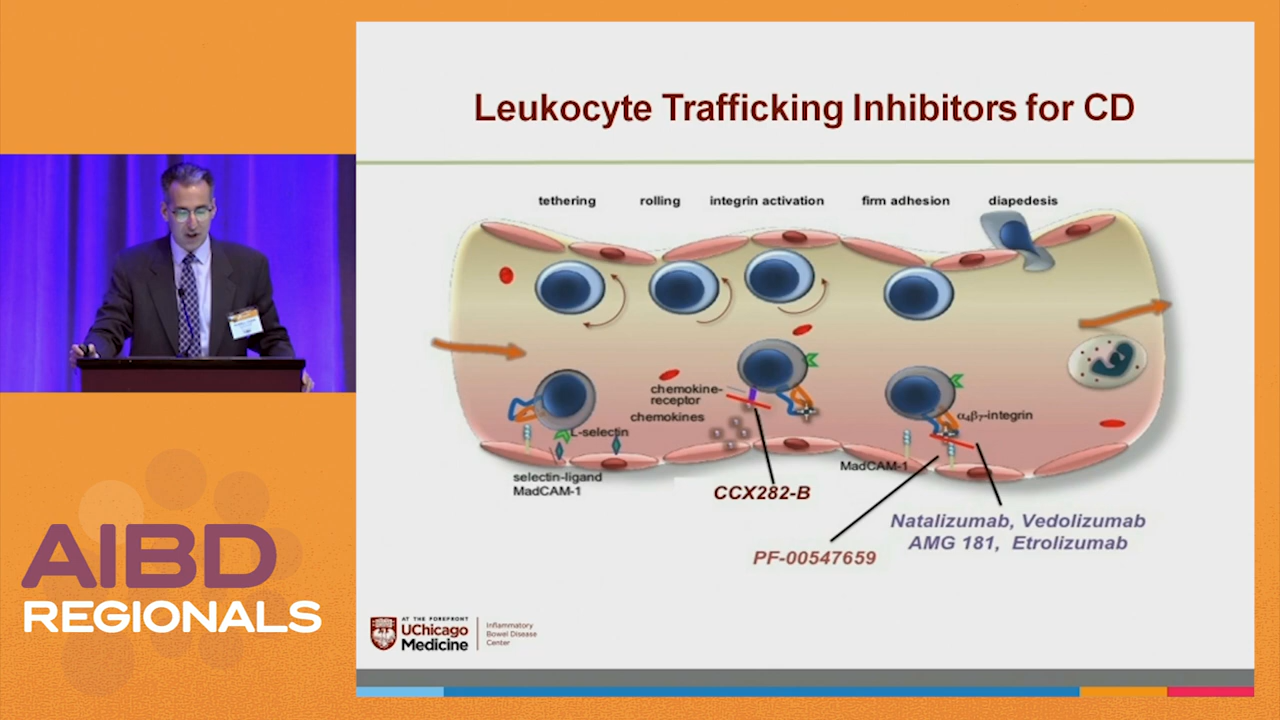 Leukocyte Trafficking Inhibitors for CD
tethering
rolling
integrin activation
firm adhesion
diapedesis
chemokine-
receptor
chemokines
L-selectin
α₄β₇-integrin
MadCAM-1
selectin-ligand
MadCAM-1
CCX282-B
Natalizumab, Vedolizumab
AMG 181, Etrolizumab
PF-00547659
AIBD
REGIONALS
AT THE FOREFRONT
UChicago
Medicine
Inflammatory
Bowel Disease
Center